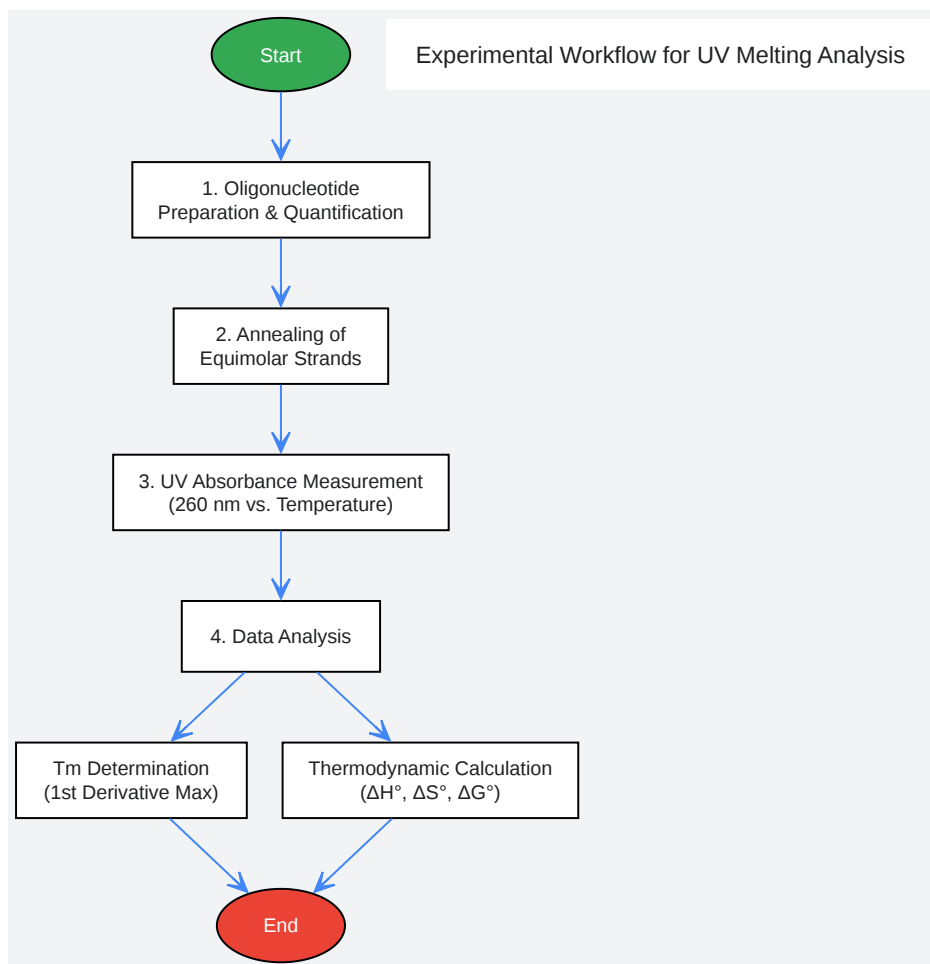 Start
Experimental Workflow for UV Melting Analysis
1. Oligonucleotide
Preparation & Quantification
2. Annealing of
Equimolar Strands
3. UV Absorbance Measurement
(260 nm vs. Temperature)
4. Data Analysis
Tm Determination
(1st Derivative Max)
Thermodynamic Calculation
(ΔH°, ΔS°, ΔG°)
End